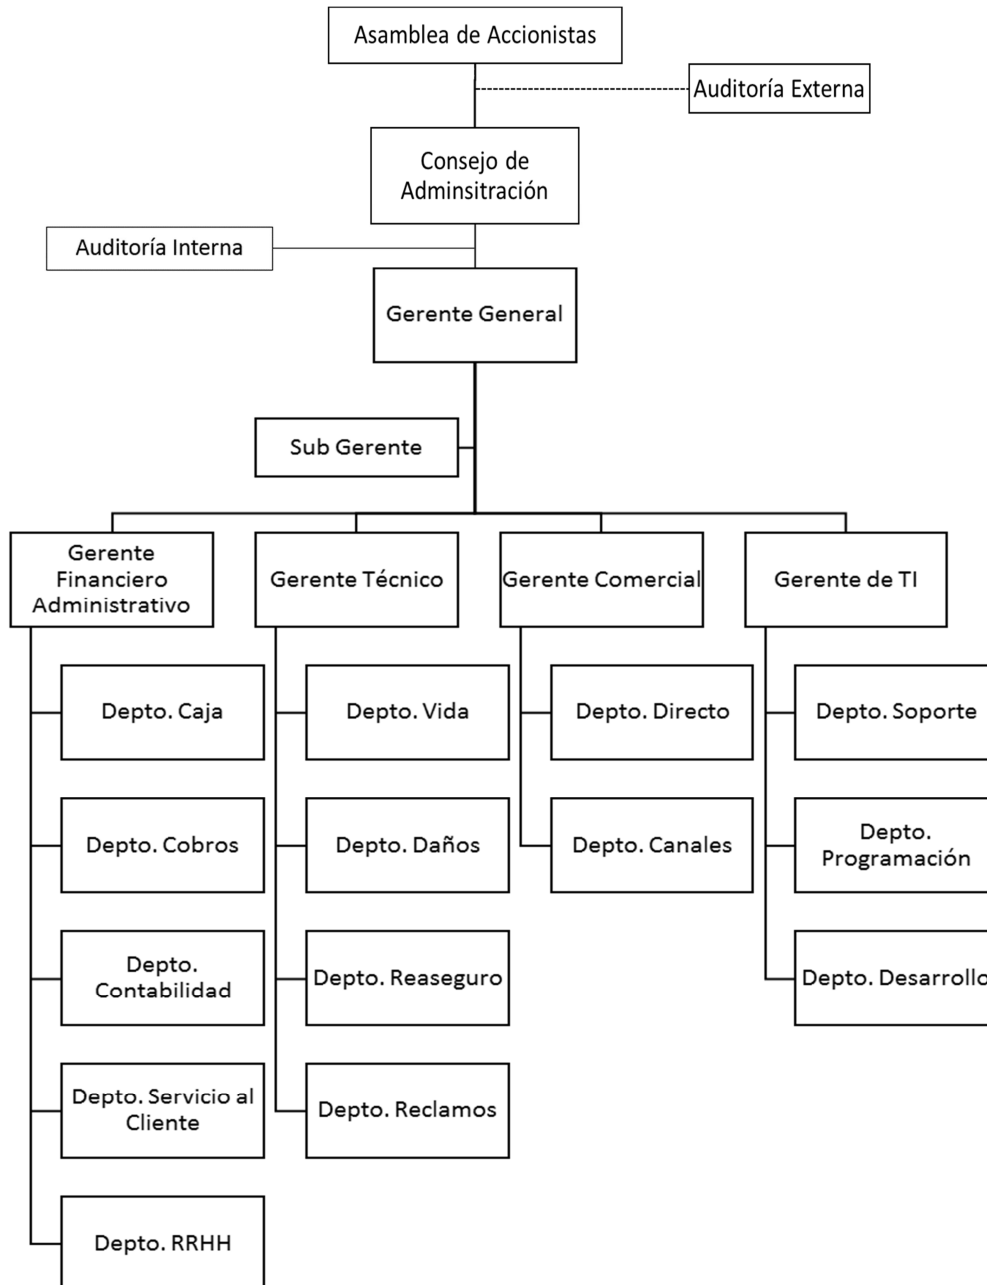 Asamblea de Accionistas
Auditoría Externa
Consejo de
Adminsitración
Auditoría Interna
Gerente General
Sub Gerente
Gerente
Financiero
Administrativo
Gerente Técnico
Gerente Comercial
Gerente de TI
Depto. Caja
Depto. Vida
Depto. Directo
Depto. Soporte
Depto. Cobros
Depto. Daños
Depto. Canales
Depto.
Programación
Depto.
Contabilidad
Depto. Reaseguro
Depto. Desarrollo
Depto. Servicio al
Cliente
Depto. Reclamos
Depto. RRHH